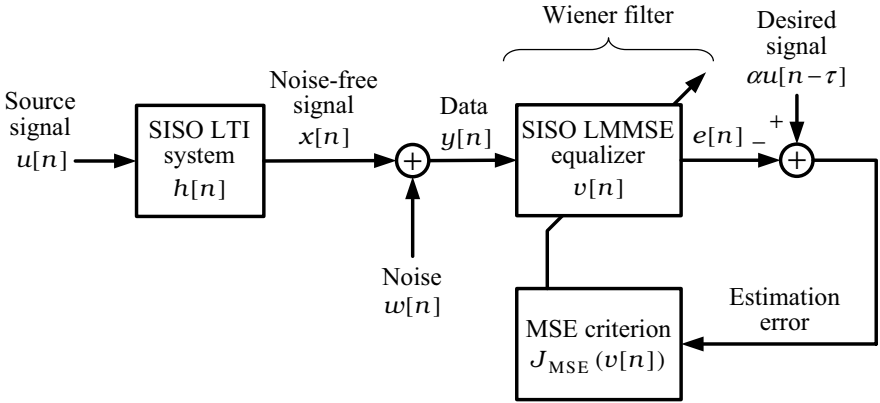 Wiener filter
Desired
signal
αu[n−τ]
Source
signal
u[n]
SISO LTI
system
h[n]
Noise-free
signal
x[n]
+
Data
y[n]
SISO LMMSE
equalizer
v[n]
e[n]
−
+
+
Noise
w[n]
MSE criterion
J_MSE (v[n])
Estimation
error